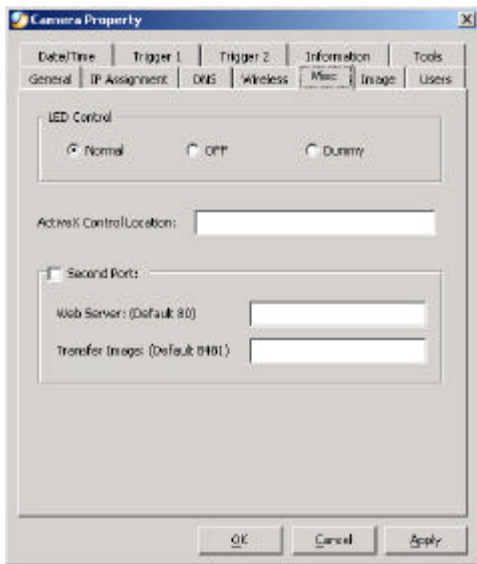 Camera Property
Date/Time Trigger 1 Trigger 2 Information Tools
General IP Assignment DNS Wireless Misc Image Users
LED Control
Normal OFF Dummy
ActiveX Control Location:
Second Port:
Web Server: (Default 80)
Transfer Image: (Default 8481)
OK Cancel Apply